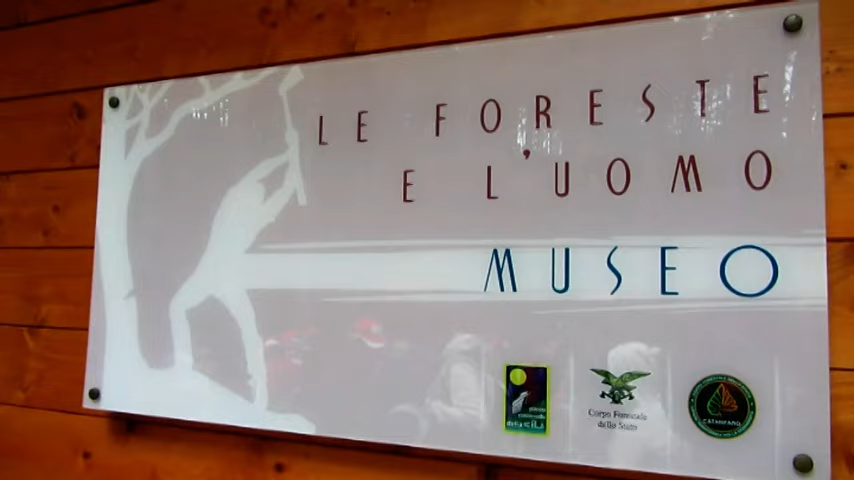 LE FORESTE
E L'UOMO
MUSEO
Corpo Forestale
dello Stato
CATANZARO